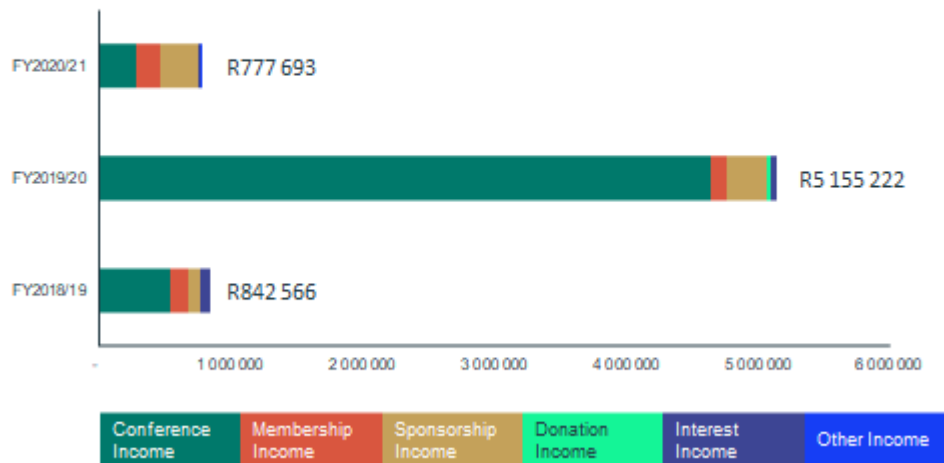 FY2020/21
R777 693
FY2019/20
R5 155 222
FY2018/19
R842 566
- 1 000 000 2 000 000 3 000 000 4 000 000 5 000 000 6 000 000
Conference Income
Membership Income
Sponsorship Income
Donation Income
Interest Income
Other Income